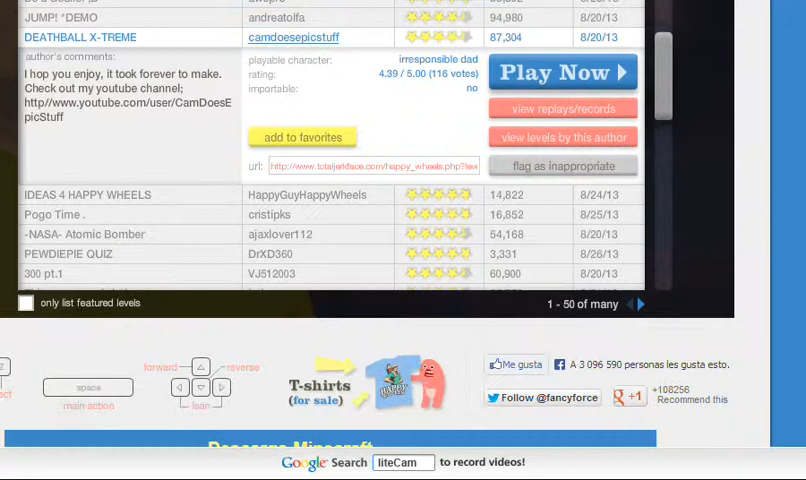 JUMP! *DEMO andreatolfa 94,980 8/20/13
DEATHBALL X-TREME camdoesepicstuff 87,304 8/20/13
author's comments:
I hop you enjoy, it took forever to make.
Check out my youtube channel;
http//www.youtube.com/user/CamDoesE
picStuff
playable character: irresponsible dad
rating: 4.39 / 5.00 (116 votes)
importable: no
add to favorites
url: http://www.totaljerkface.com/happy_wheels.php?lev
Play Now
view replays/records
view levels by this author
flag as inappropriate
IDEAS 4 HAPPY WHEELS HappyGuyHappyWheels 14,822 8/24/13
Pogo Time . cristipks 16,852 8/25/13
-NASA- Atomic Bomber ajaxlover112 54,168 8/20/13
PEWDIEPIE QUIZ DrXD360 3,331 8/26/13
300 pt.1 VJ512003 60,900 8/20/13
only list featured levels
1 - 50 of many
Z
space
main action
forward
reverse
lean
T-shirts
(for sale)
HAPPY
Me gusta
A 3 096 590 personas les gusta esto.
Follow @fancyforce
+1
+108256
Recommend this
Descarga Minecraft
Google Search liteCam to record videos!